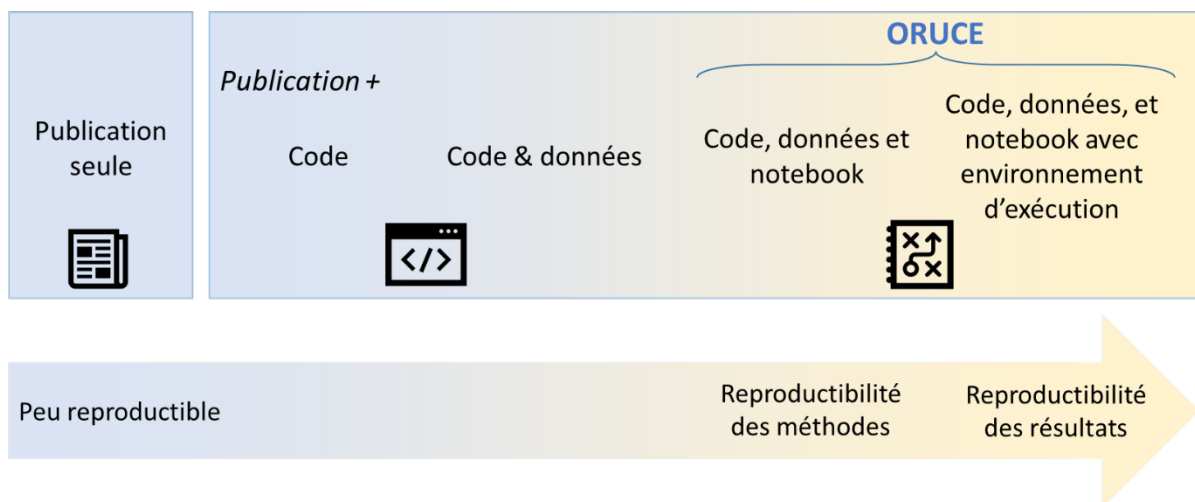 ORUCE
Publication +
Publication
seule
Code
Code & données
Code, données et
notebook
Code, données, et
notebook avec
environnement
d’exécution
</>
Peu reproductible
Reproductibilité
des méthodes
Reproductibilité
des résultats